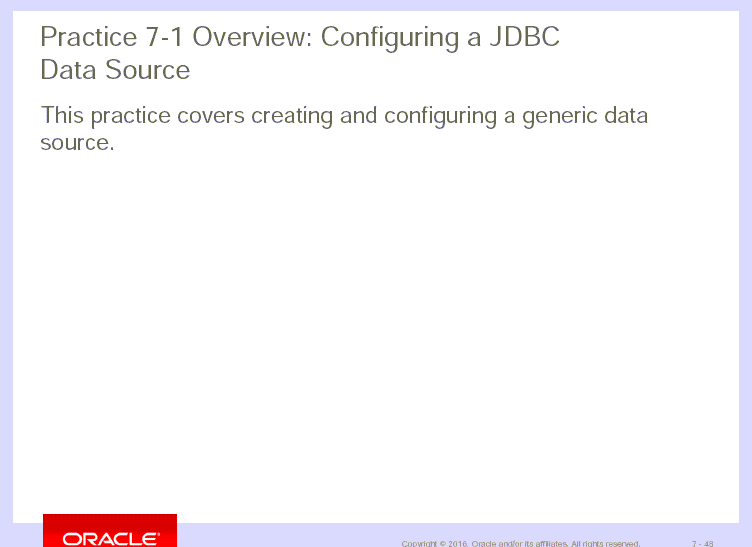 Practice 7-1 Overview: Configuring a JDBC
Data Source
This practice covers creating and configuring a generic data
source.
ORACLE
Copyright © 2016, Oracle and/or its affiliates. All rights reserved.
7 - 48